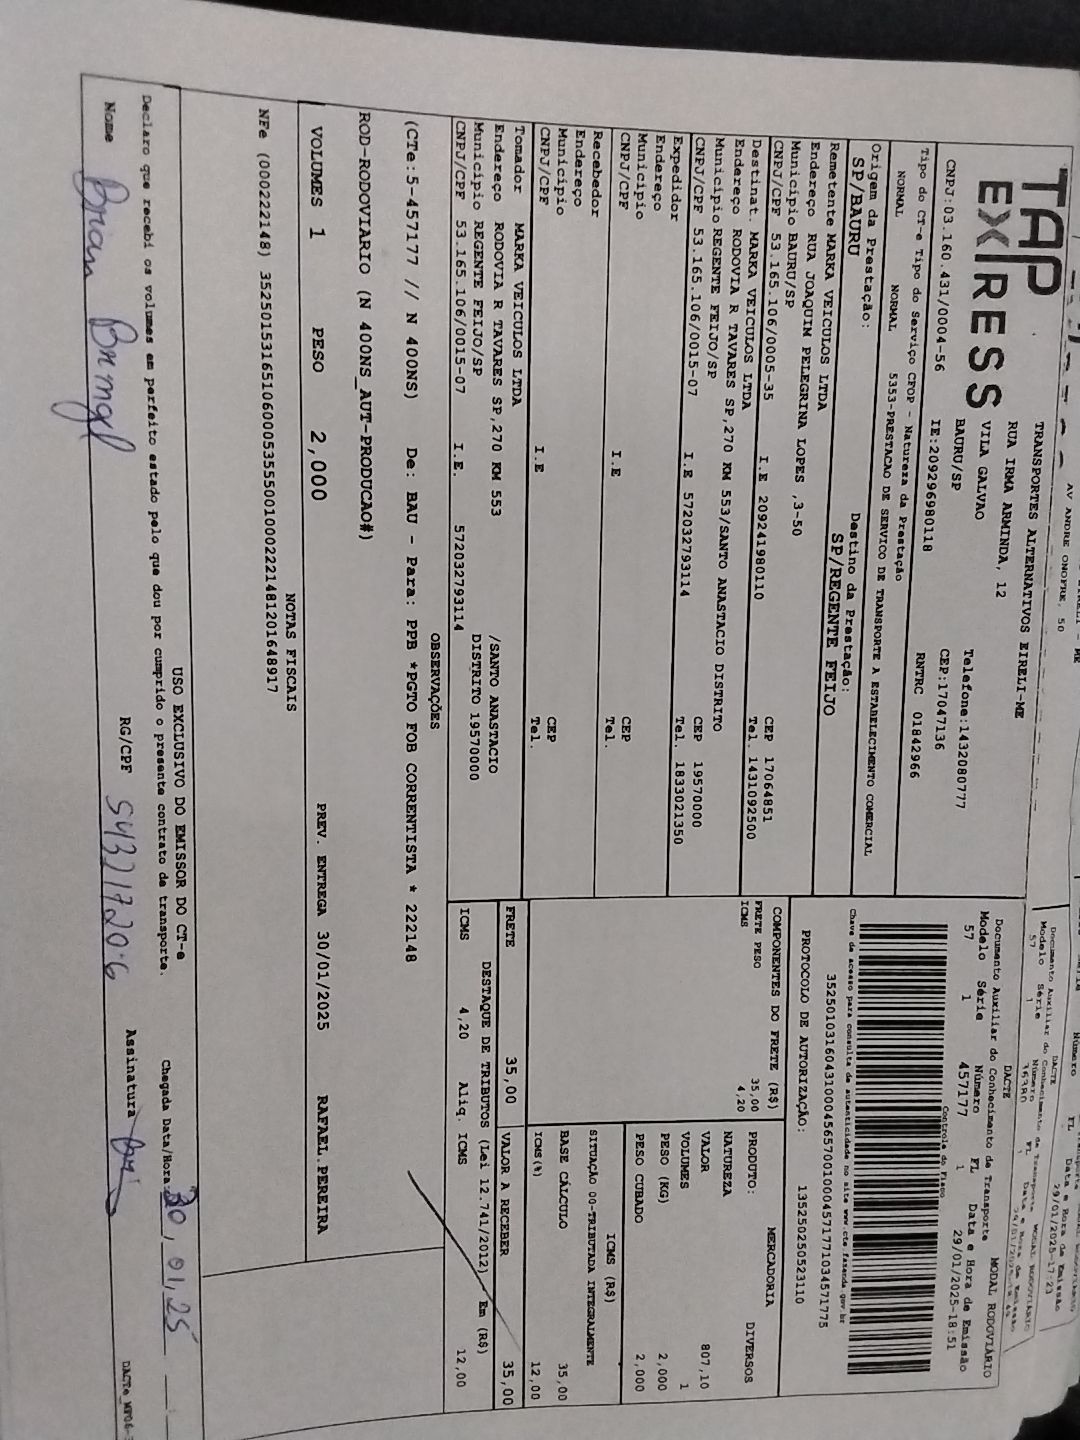 AV ANDRE ONOFRE, 50
TAP
EXPRESS
TRANSPORTES ALTERNATIVOS EIRELI-ME
RUA IRMA ARMINDA, 12
VILA GALVAO
BAURU/SP
Telefone:1432080777
CEP:17047136
CNPJ:03.160.431/0004-56
IE:209296980118
RNTRC 01842966
Tipo do CT-e Tipo do Serviço CFOP - Natureza da Prestação
NORMAL NORMAL 5353-PRESTACAO DE SERVICO DE TRANSPORTE A ESTABELECIMENTO COMERCIAL
Origem da Prestação: Destino da Prestação:
SP/BAURU SP/REGENTE FEIJO
DACTE
Documento Auxiliar do Conhecimento de Transporte MODAL RODOVIÁRIO
Modelo Série Número FL Data e Hora de Emissão
57 1 457177 1 29/01/2025-18:51
Controle do Fisco
Chave de acesso para consulta de autenticidade no site www.cte.fazenda.gov.br
35250103160431000456570010004571771034571775
PROTOCOLO DE AUTORIZAÇÃO: 135250250523110
Remetente MARKA VEICULOS LTDA
Endereço RUA JOAQUIM PELEGRINA LOPES ,3-50
Município BAURU/SP CEP 17064851
CNPJ/CPF 53.165.106/0005-35 I.E 209241980110 Tel. 1431092500
Destinat. MARKA VEICULOS LTDA
Endereço RODOVIA R TAVARES SP,270 KM 553/SANTO ANASTACIO DISTRITO
Município REGENTE FEIJO/SP CEP 19570000
CNPJ/CPF 53.165.106/0015-07 I.E 572032793114 Tel. 1833021350
Expedidor
Endereço
Município CEP
CNPJ/CPF I.E Tel.
Recebedor
Endereço
Município CEP
CNPJ/CPF I.E Tel.
Tomador MARKA VEICULOS LTDA
Endereço RODOVIA R TAVARES SP,270 KM 553 /SANTO ANASTACIO
Município REGENTE FEIJO/SP DISTRITO 19570000
CNPJ/CPF 53.165.106/0015-07 I.E. 572032793114
COMPONENTES DO FRETE (R$)
FRETE PESO 35,00
ICMS 4,20
MERCADORIA
PRODUTO: DIVERSOS
NATUREZA
VALOR 807,10
VOLUMES 1
PESO (KG) 2,000
PESO CUBADO 2,000
ICMS (R$)
SITUAÇÃO 00-TRIBUTADA INTEGRALMENTE
BASE CÁLCULO 35,00
ICMS(%) 12,00
FRETE 35,00 VALOR A RECEBER 35,00
DESTAQUE DE TRIBUTOS (Lei 12.741/2012) Em (R$)
ICMS 4,20 Aliq. ICMS 12,00
OBSERVAÇÕES
(CTe:5-457177 // N 400NS) De: BAU - Para: PPB *PGTO FOB CORRENTISTA * 222148
ROD-RODOVIARIO (N 400NS_AUT-PRODUCAO#)
VOLUMES 1 PESO 2,000 PREV. ENTREGA 30/01/2025 RAFAEL.PEREIRA
NOTAS FISCAIS
NFe (000222148) 35250153165106000535550010002221481201648917
USO EXCLUSIVO DO EMISSOR DO CT-e
Declaro que recebi os volumes em perfeito estado pelo que dou por cumprido o presente contrato de transporte. Chegada Data/Hora: 30/01/25
Nome Brian RG/CPF Assinatura